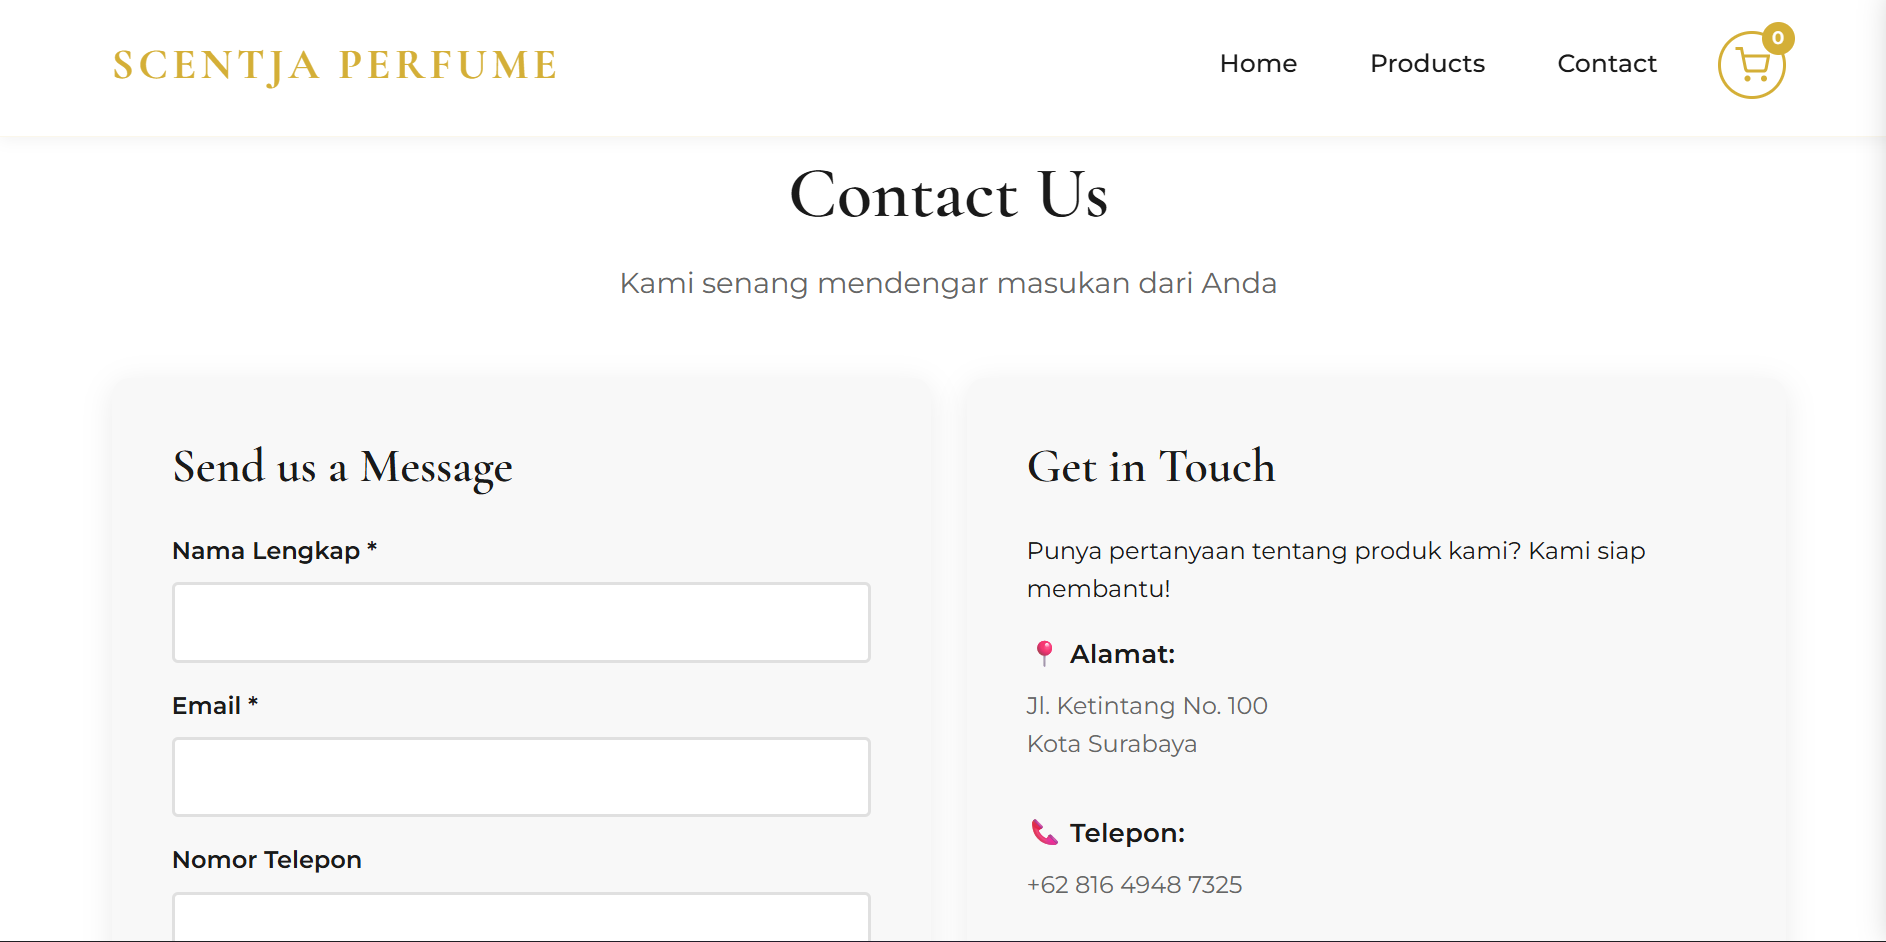 SCENTJA PERFUME
Home
Products
Contact
0
Contact Us
Kami senang mendengar masukan dari Anda
Send us a Message
Nama Lengkap *
Email *
Nomor Telepon
Get in Touch
Punya pertanyaan tentang produk kami? Kami siap
membantu!
Alamat:
Jl. Ketintang No. 100
Kota Surabaya
Telepon:
+62 816 4948 7325